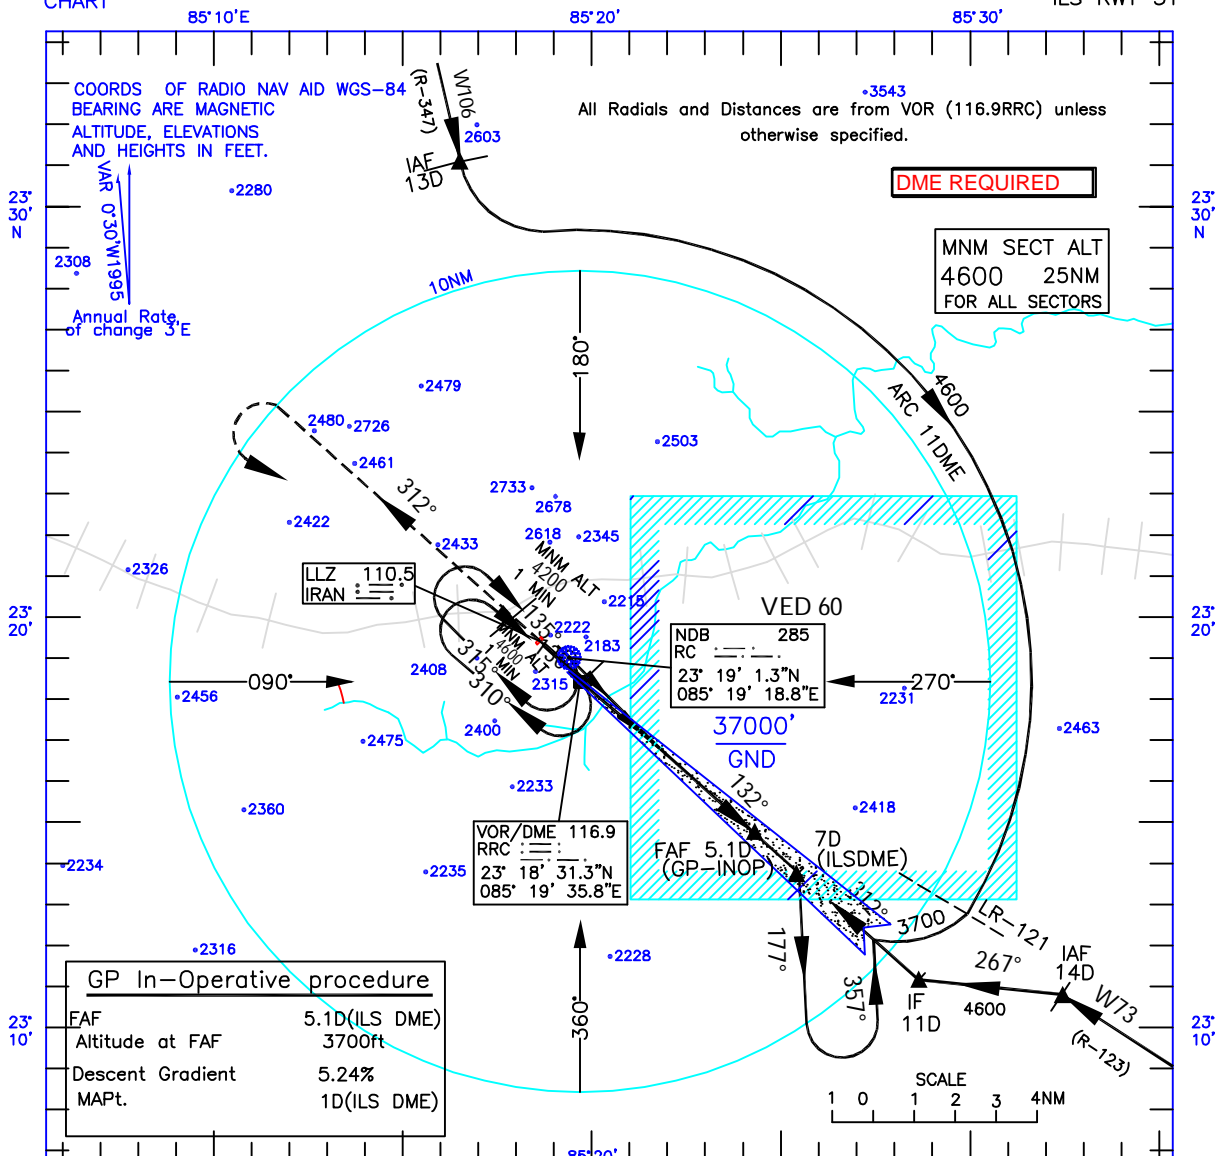 CHART
ILS RWY 31
85°10'E
85°20'
85°30'
COORDS OF RADIO NAV AID WGS-84
BEARING ARE MAGNETIC
ALTITUDE, ELEVATIONS
AND HEIGHTS IN FEET.
VAR 0°30'W1995
Annual Rate
of change 3'E
W106
(R-347)
2603
IAF
13D
3543
All Radials and Distances are from VOR (116.9RRC) unless
otherwise specified.
DME REQUIRED
MNM SECT ALT
4600 25NM
FOR ALL SECTORS
23°
30'
N
23°
30'
N
2280
2308
10NM
180°
4600
ARC 11DME
2479
2480
2726
2461
2503
312°
2733
2678
2422
2618
2345
2433
2326
MNM ALT
4200
1 MIN
LLZ 110.5
IRAN
2215
VED 60
23°
20'
23°
20'
135°
2222
2183
NDB 285
RC
23° 19' 1.3"N
085° 19' 18.8"E
MNM ALT
4600
1 MIN
315°
310°
2408
2315
090°
270°
2456
2231
2400
2475
2463
37000'
GND
2233
132°
2360
2418
VOR/DME 116.9
RRC
23° 18' 31.3"N
085° 19' 35.8"E
FAF 5.1D
(GP-INOP)
7D
(ILSDME)
2234
2235
312°
3700
LR-121
2316
2228
177°
357°
267°
IAF
14D
W73
(R-123)
IF
11D
4600
360°
GP In-Operative procedure
FAF 5.1D(ILS DME)
Altitude at FAF 3700ft
Descent Gradient 5.24%
MAPt. 1D(ILS DME)
23°
10'
23°
10'
SCALE
1 0 1 2 3 4NM
85°20'